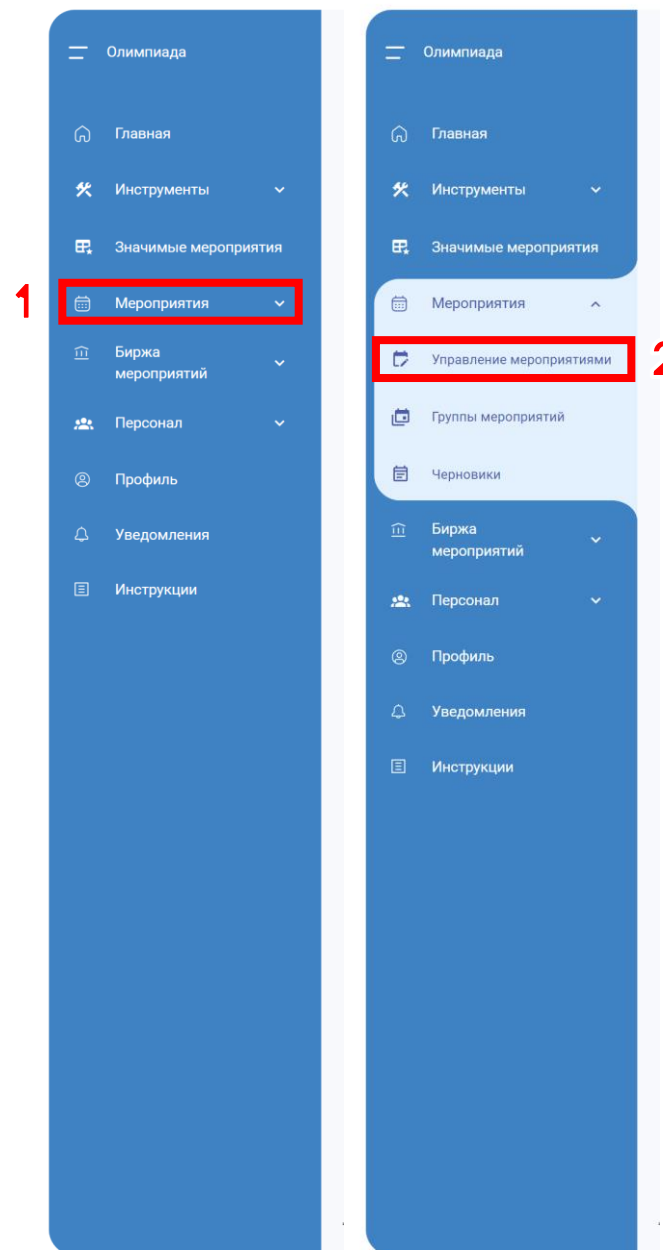 Олимпиада
Главная
Инструменты
Значимые мероприятия
1
Мероприятия
Биржа
мероприятий
Персонал
Профиль
Уведомления
Инструкции
Олимпиада
Главная
Инструменты
Значимые мероприятия
Мероприятия
Управление мероприятиями
2
Группы мероприятий
Черновики
Биржа
мероприятий
Персонал
Профиль
Уведомления
Инструкции